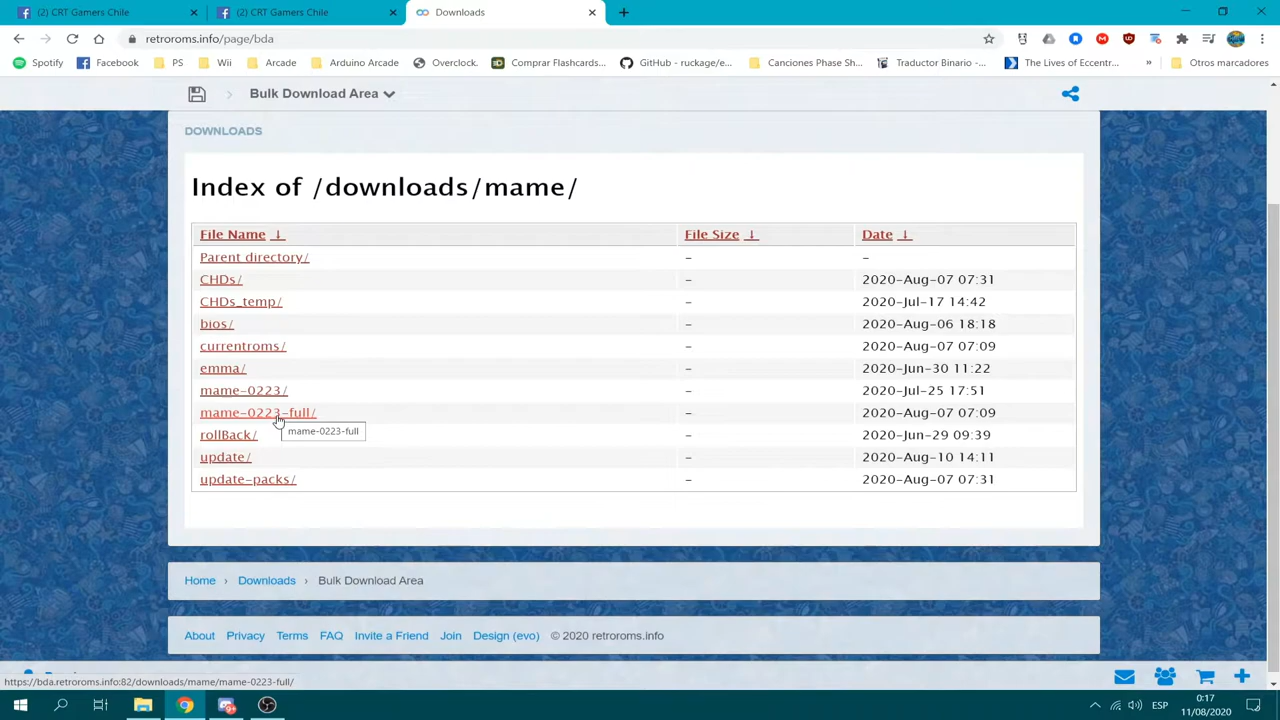 (2) CRT Gamers Chile
(2) CRT Gamers Chile
Downloads
retroroms.info/page/bda
Spotify
Facebook
PS
Wii
Arcade
Arduino Arcade
Overclock.
Comprar Flashcards...
GitHub - ruckage/e...
Canciones Phase Sh...
Traductor Binario -...
The Lives of Eccentr...
»
Otros marcadores
Bulk Download Area
DOWNLOADS
Index of /downloads/mame/
File Name ↓ File Size ↓ Date ↓
Parent directory/ - -
CHDs/ - 2020-Aug-07 07:31
CHDs_temp/ - 2020-Jul-17 14:42
bios/ - 2020-Aug-06 18:18
currentroms/ - 2020-Aug-07 07:09
emma/ - 2020-Jun-30 11:22
mame-0223/ - 2020-Jul-25 17:51
mame-0223-full/ - 2020-Aug-07 07:09
mame-0223-full
rollBack/ - 2020-Jun-29 09:39
update/ - 2020-Aug-10 14:11
update-packs/ - 2020-Aug-07 07:31
Home › Downloads › Bulk Download Area
About Privacy Terms FAQ Invite a Friend Join Design (evo) © 2020 retroroms.info
https://bda.retroroms.info:82/downloads/mame/mame-0223-full/
ESP
0:17
11/08/2020